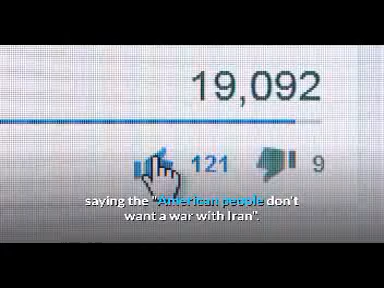 19,092
121 9
saying the "American people don't
want a war with Iran".